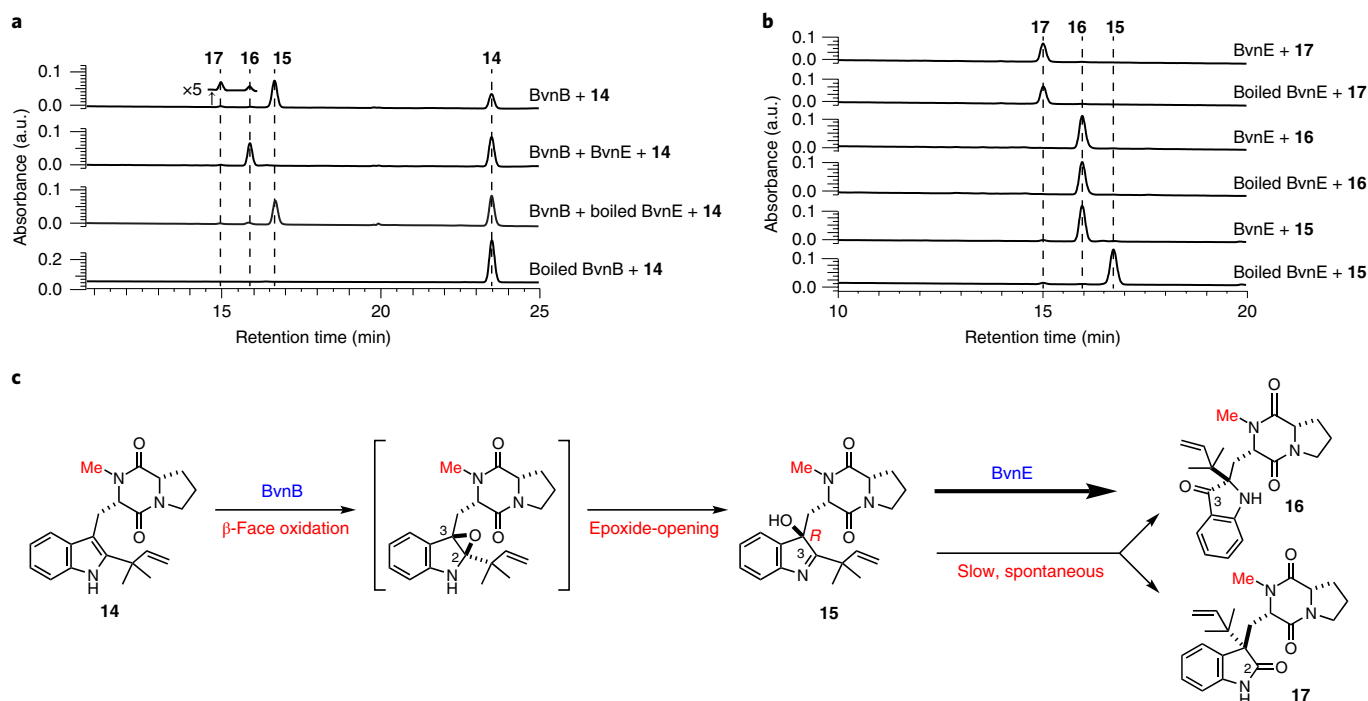 a
17 16 15 14
0.1
0.0
×5
BvnB + 14
0.1
0.0
BvnB + BvnE + 14
0.1
0.0
BvnB + boiled BvnE + 14
0.2
0.0
Boiled BvnB + 14
Absorbance (a.u.)
15 20 25
Retention time (min)
b
17 16 15
0.1
0.0
BvnE + 17
0.1
0.0
Boiled BvnE + 17
0.1
0.0
BvnE + 16
0.1
0.0
Boiled BvnE + 16
0.1
0.0
BvnE + 15
0.1
0.0
Boiled BvnE + 15
Absorbance (a.u.)
10 15 20
Retention time (min)
c
O
Me
N
N
O
N
H
14
BvnB
β-Face oxidation
O
Me
N
N
O
3
O
2
N
H
Epoxide-opening
O
Me
N
N
O
HO
R
3
N
15
BvnE
Slow, spontaneous
O
Me
N
N
O
3
O
NH
16
O
Me
N
N
O
2
O
N
H
17